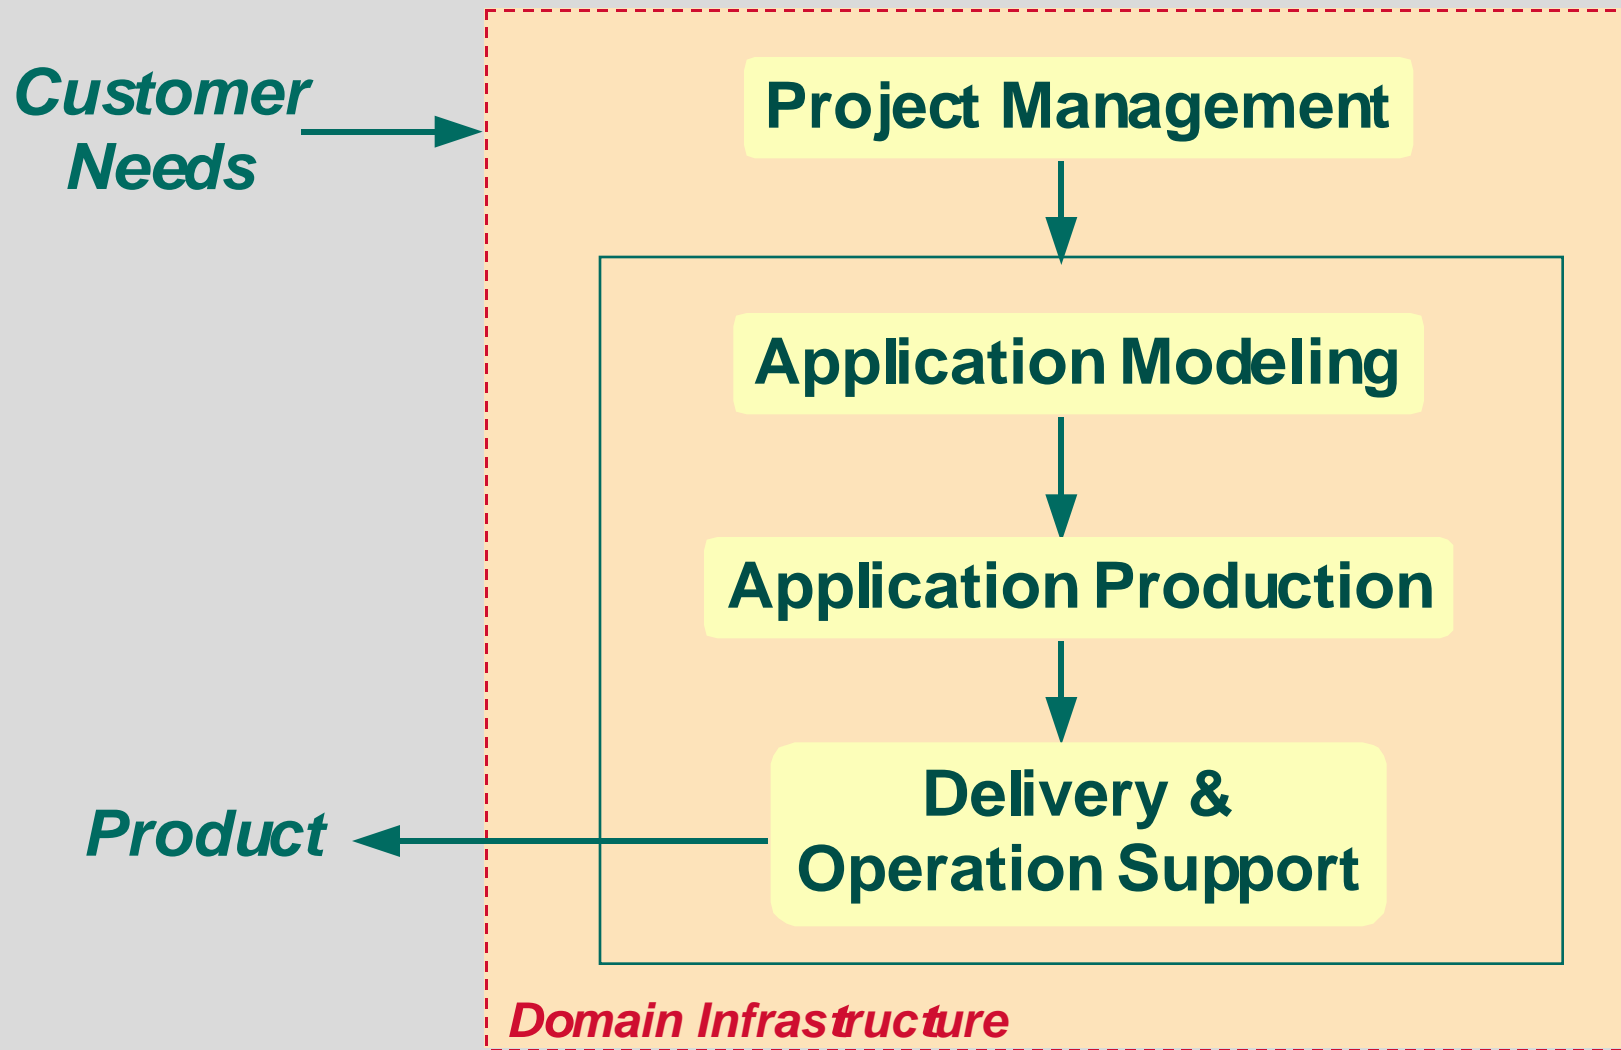 Customer
Needs
Project Management
Application Modeling
Application Production
Delivery &
Operation Support
Product
Domain Infrastructure